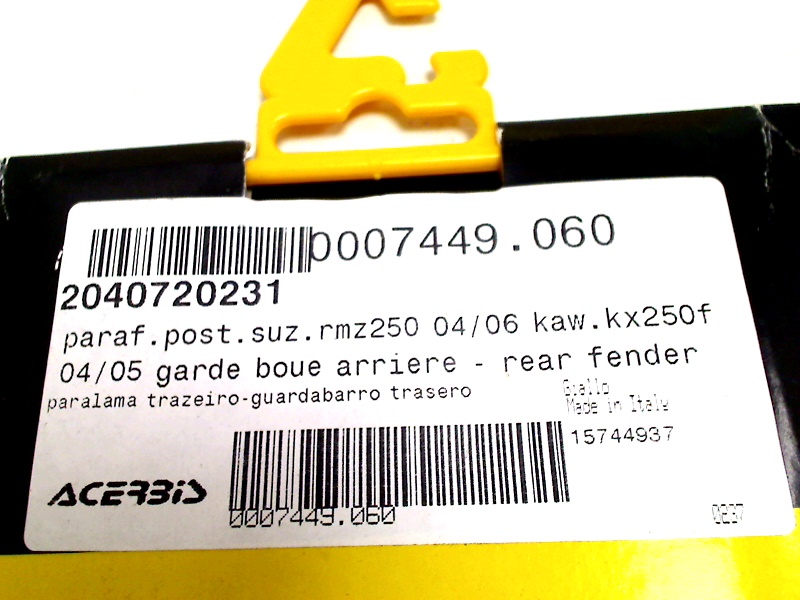 0007449.060
2040720231
paraf.post.suz.rmz250 04/06 kaw.kx250f
04/05 garde boue arriere - rear fender
paralama trazeiro-guardabarro trasero
Giallo
Made in Italy
15744937
ACERBIS
0007449.060
0237